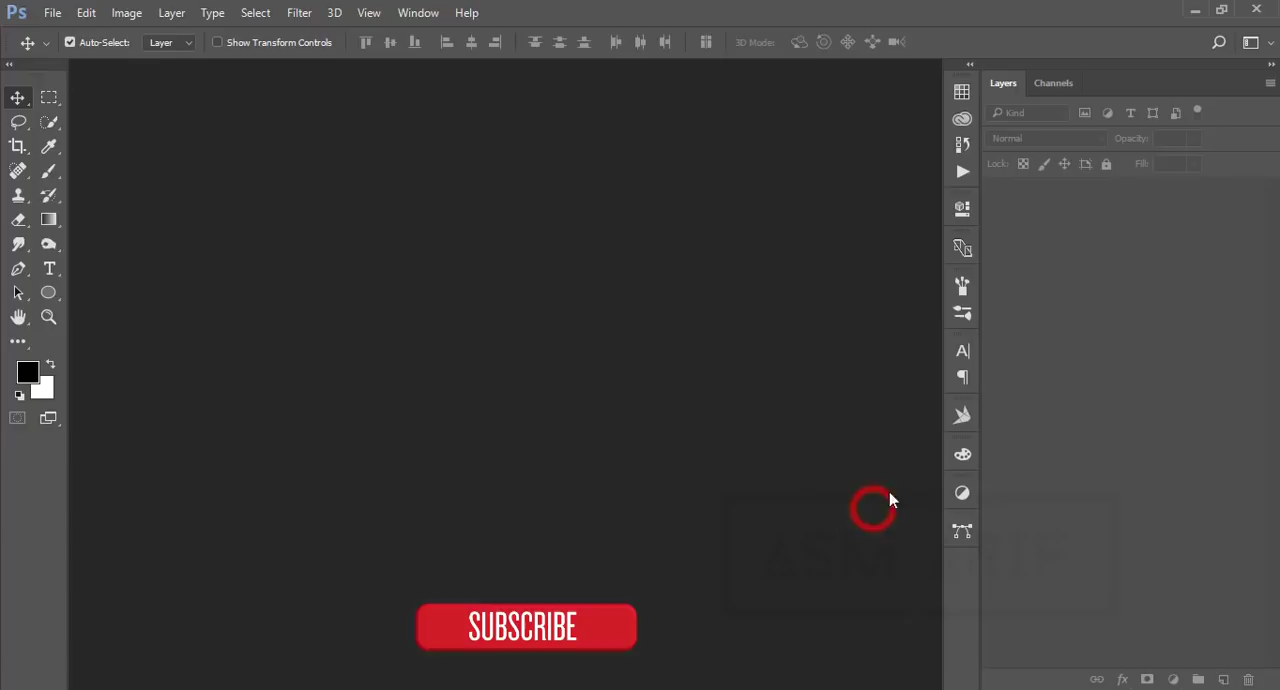 Ps File Edit Image Layer Type Select Filter 3D View Window Help
Auto-Select: Layer Show Transform Controls 3D Mode:
Layers Channels
Kind
Normal Opacity:
Lock: Fill:
SUBSCRIBE